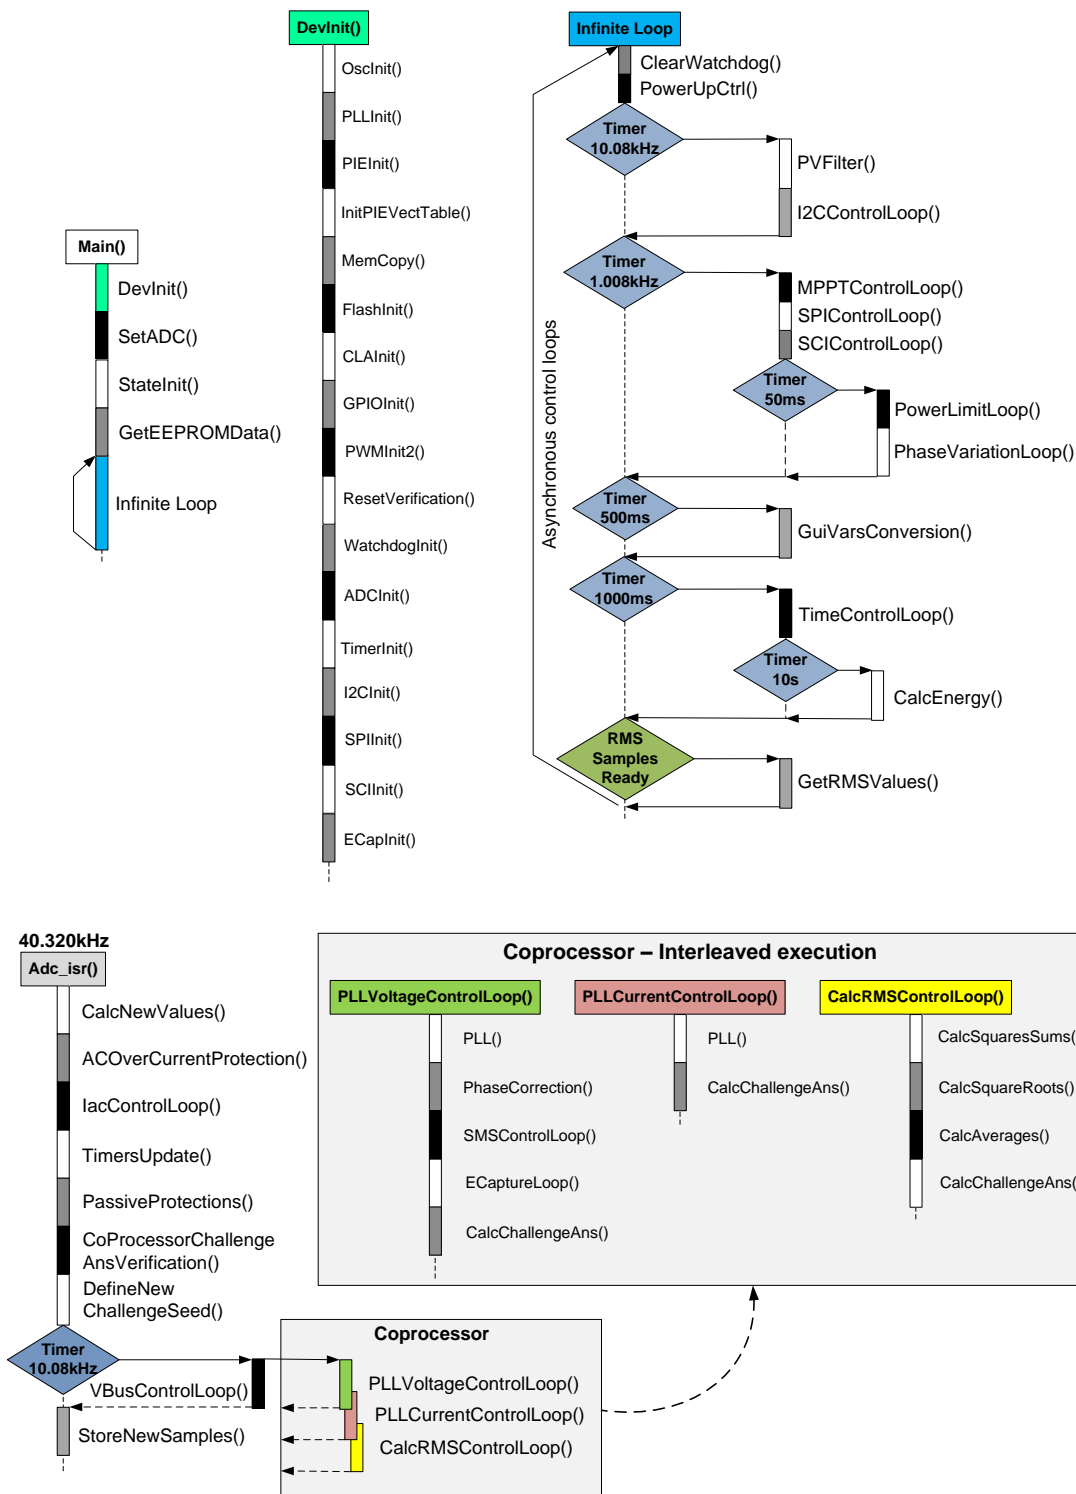 Main()
DevInit()
SetADC()
StateInit()
GetEEPROMData()
Infinite Loop
DevInit()
OscInit()
PLLInit()
PIEInit()
InitPIEVectTable()
MemCopy()
FlashInit()
CLAInit()
GPIOInit()
PWMInit2()
ResetVerification()
WatchdogInit()
ADCInit()
TimerInit()
I2CInit()
SPIInit()
SCIInit()
ECapInit()
Infinite Loop
ClearWatchdog()
PowerUpCtrl()
Timer
10.08kHz
PVFilter()
I2CControlLoop()
Timer
1.008kHz
MPPTControlLoop()
SPIControlLoop()
SCIControlLoop()
Timer
50ms
PowerLimitLoop()
PhaseVariationLoop()
Timer
500ms
GuiVarsConversion()
Timer
1000ms
TimeControlLoop()
Timer
10s
CalcEnergy()
RMS
Samples
Ready
GetRMSValues()
Asynchronous control loops
40.320kHz
Adc_isr()
CalcNewValues()
ACOverCurrentProtection()
IacControlLoop()
TimersUpdate()
PassiveProtections()
CoProcessorChallenge
AnsVerification()
DefineNew
ChallengeSeed()
Timer
10.08kHz
VBusControlLoop()
StoreNewSamples()
Coprocessor
PLLVoltageControlLoop()
PLLCurrentControlLoop()
CalcRMSControlLoop()
Coprocessor – Interleaved execution
PLLVoltageControlLoop()
PLL()
PhaseCorrection()
SMSControlLoop()
ECaptureLoop()
CalcChallengeAns()
PLLCurrentControlLoop()
PLL()
CalcChallengeAns()
CalcRMSControlLoop()
CalcSquaresSums(
CalcSquareRoots()
CalcAverages()
CalcChallengeAns(